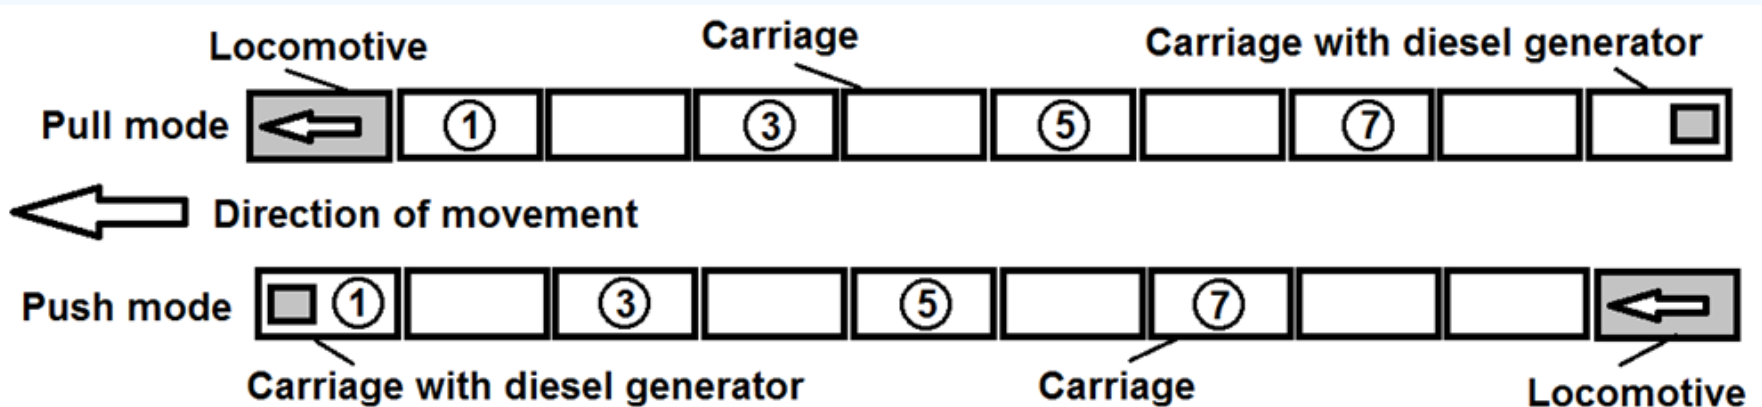 Locomotive
Carriage
Carriage with diesel generator
Pull mode
1
3
5
7
Direction of movement
Push mode
1
3
5
7
Carriage with diesel generator
Carriage
Locomotive